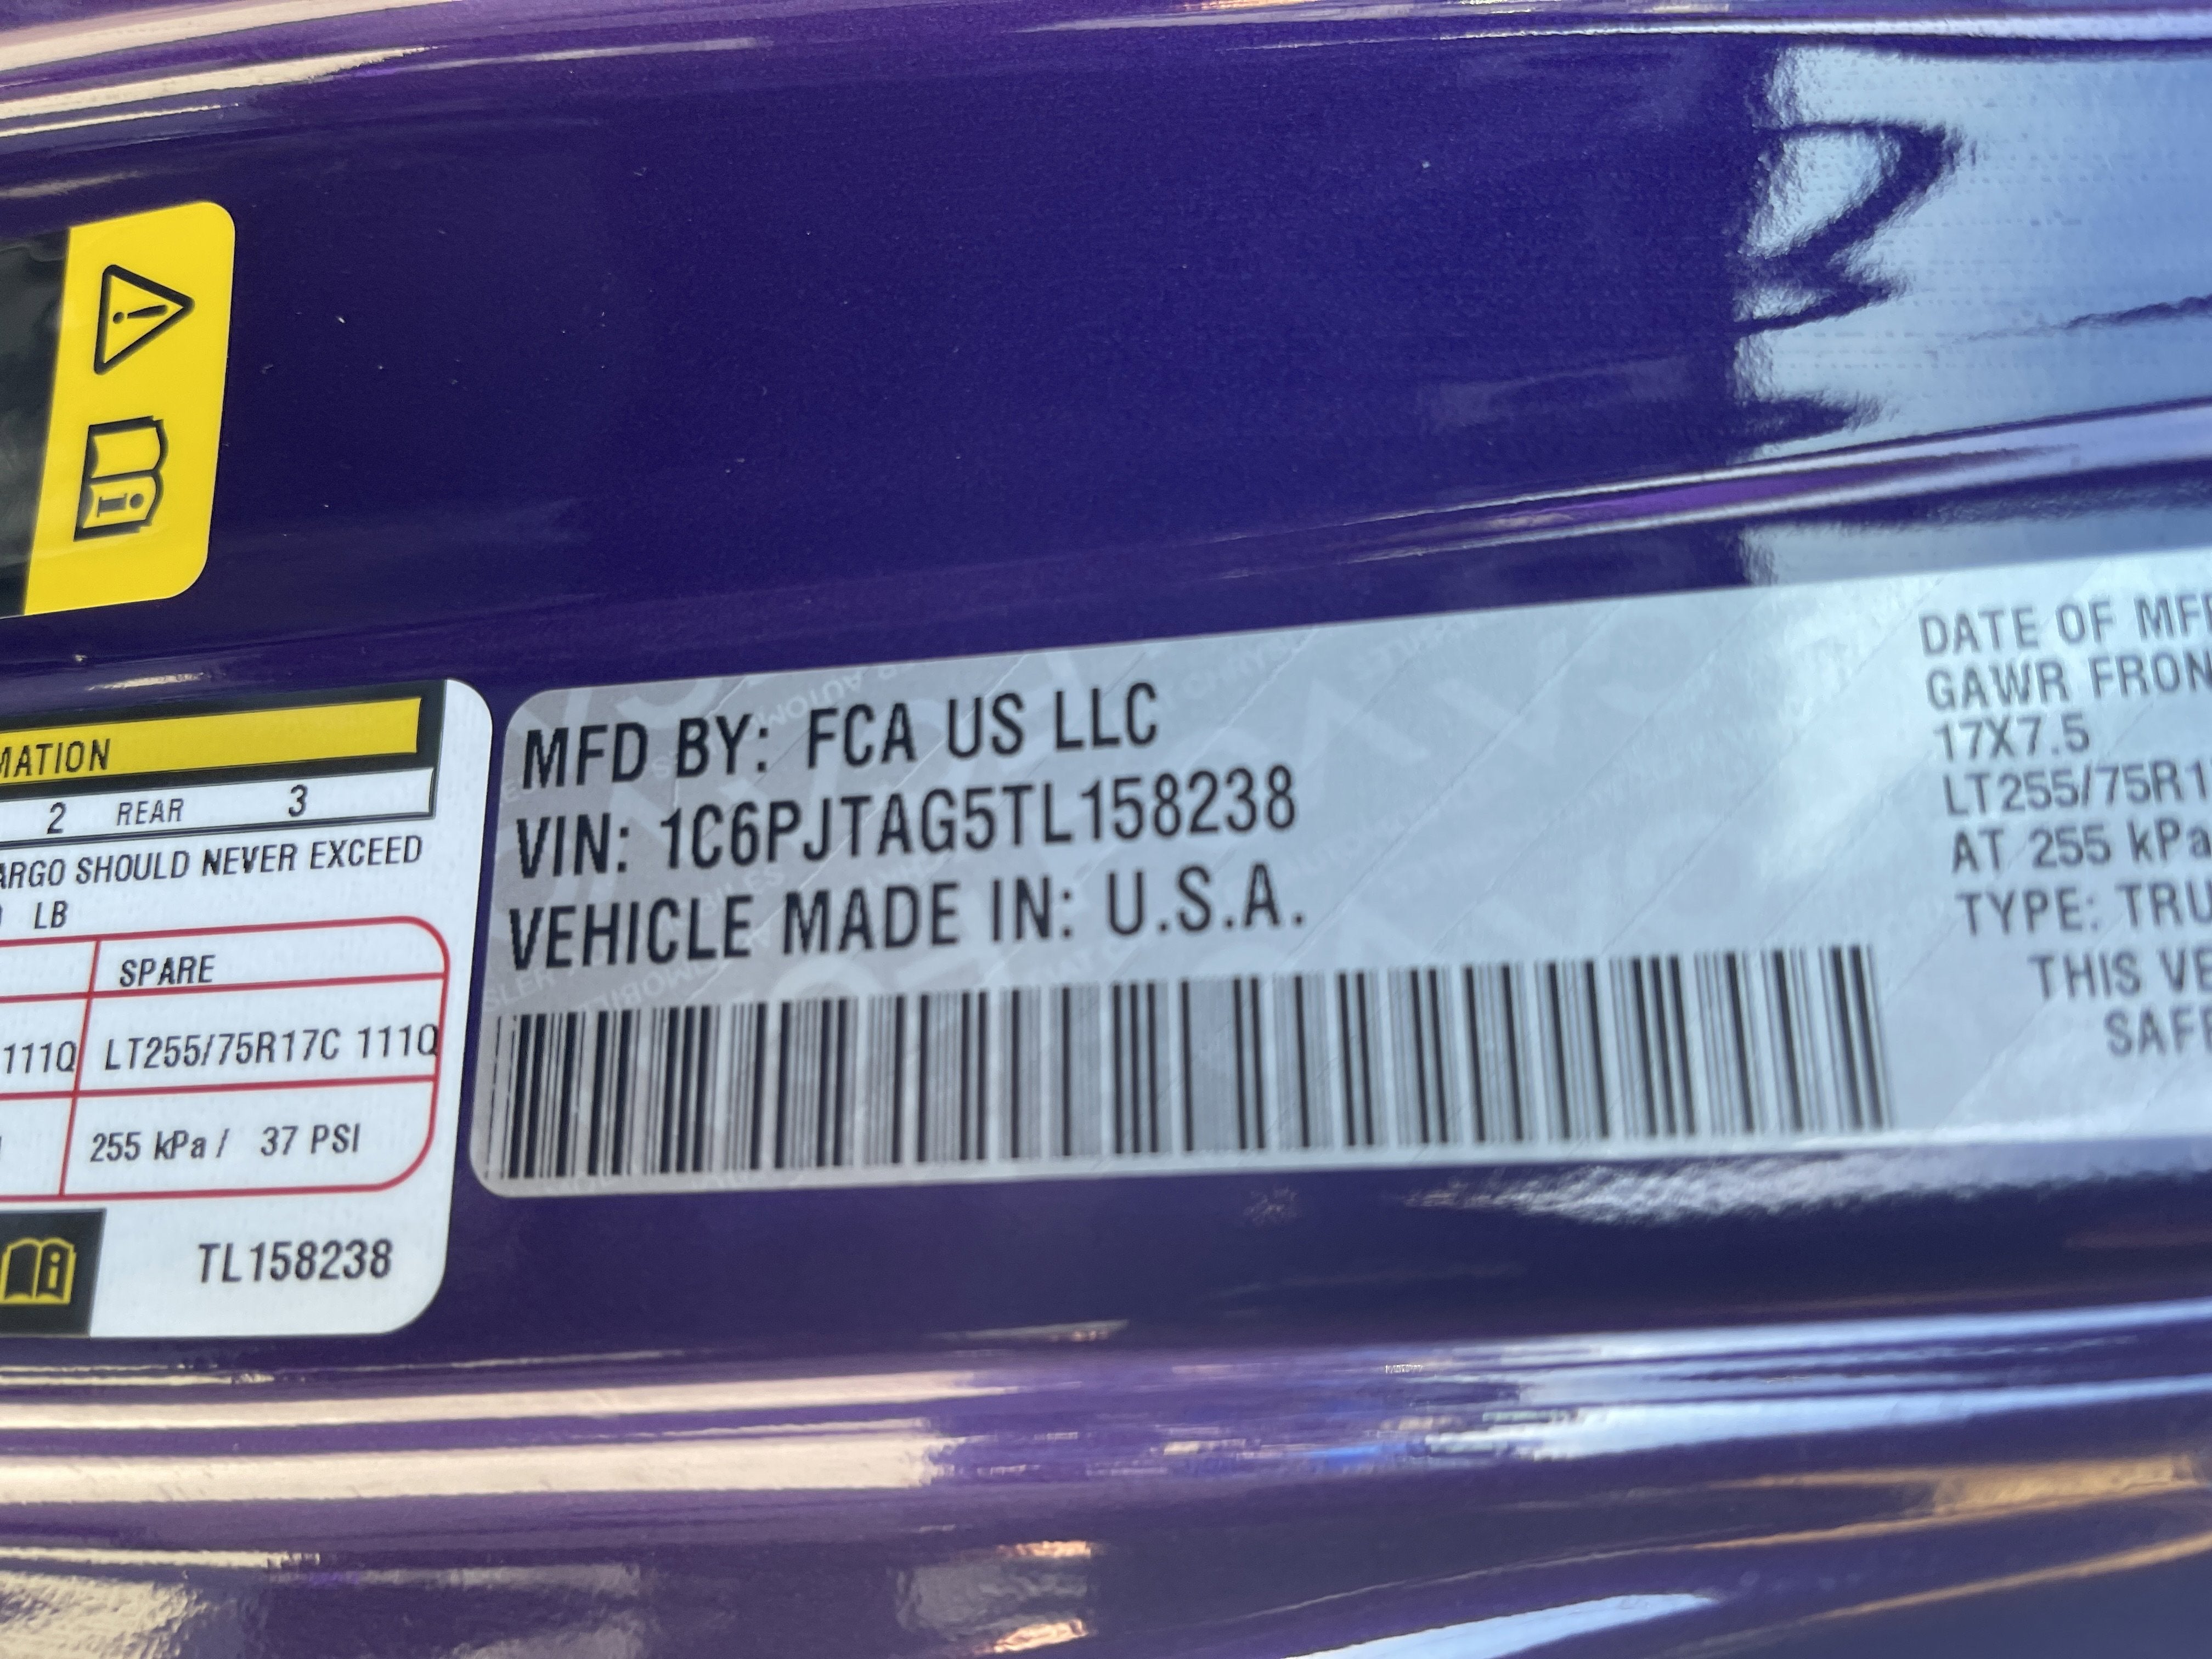 MATION
2 REAR 3
ARGO SHOULD NEVER EXCEED
LB
SPARE
111Q LT255/75R17C 111Q
255 kPa / 37 PSI
TL158238
MFD BY: FCA US LLC
VIN: 1C6PJTAG5TL158238
VEHICLE MADE IN: U.S.A.
DATE OF MF
GAWR FRON
17X7.5
LT255/75R1
AT 255 kPa
TYPE: TRU
THIS VE
SAFE